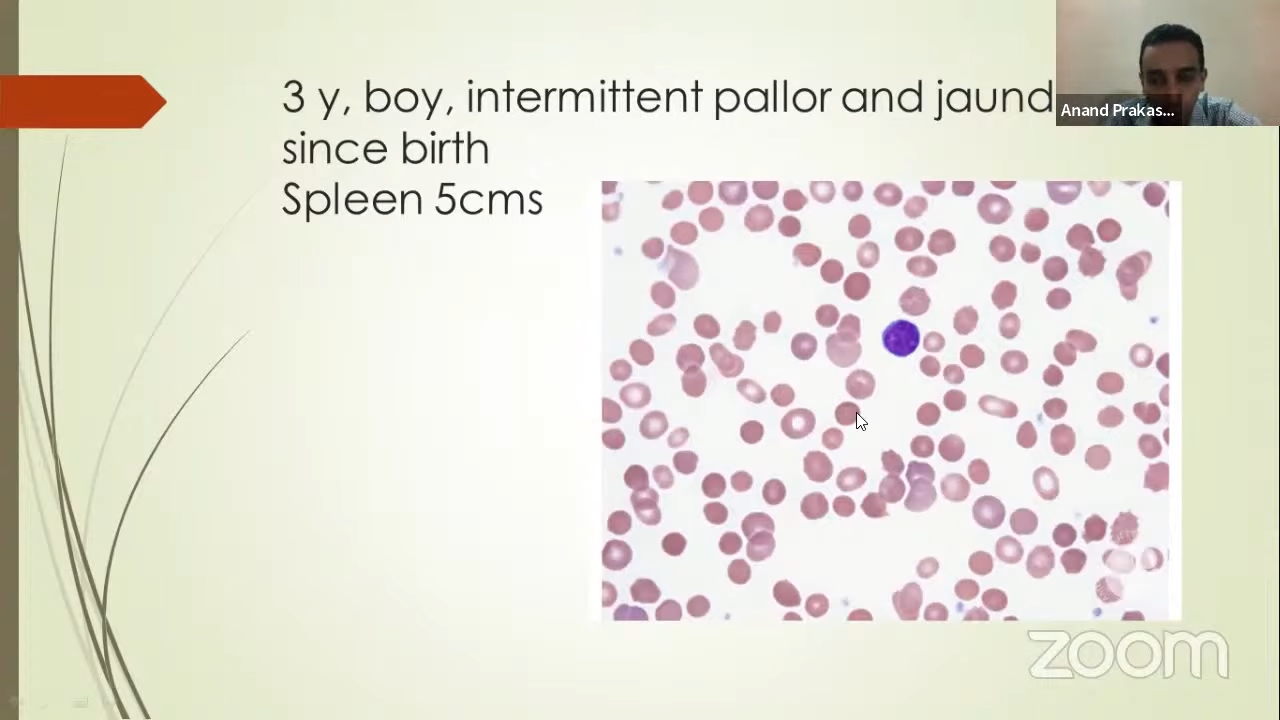 3 y, boy, intermittent pallor and jaund
since birth
Spleen 5cms
Anand Prakas...
zoom